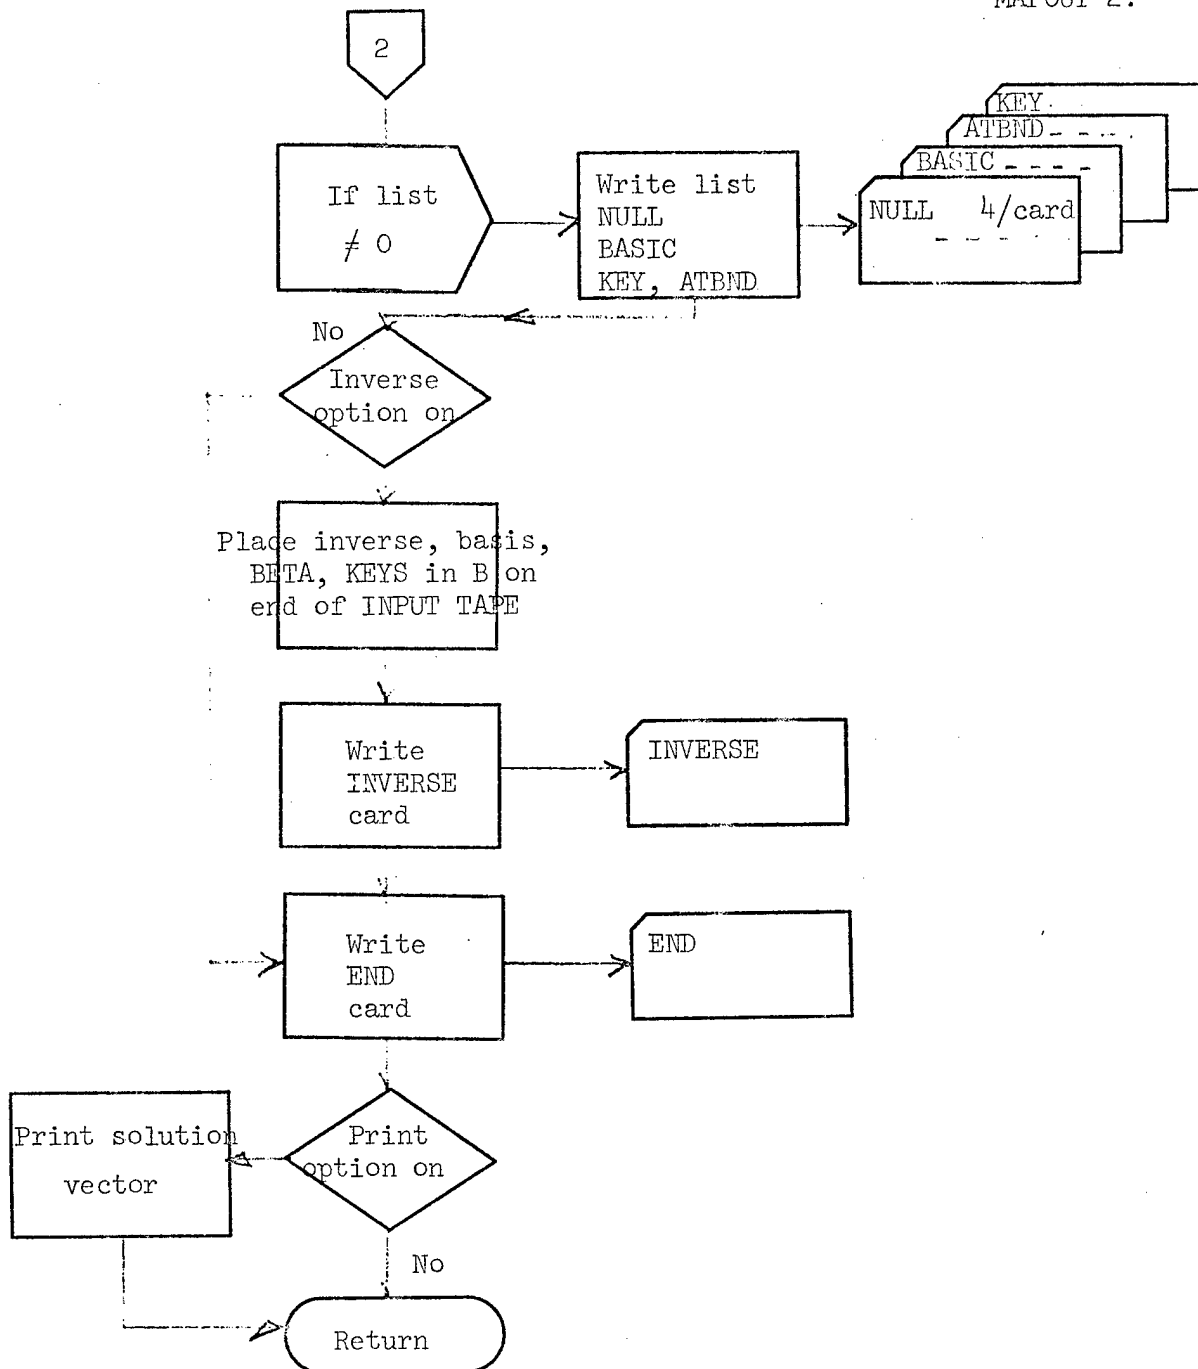 2
KEY
ATBND
BASIC
NULL 4/card
If list
≠ 0
Write list
NULL
BASIC
KEY, ATBND
No
Inverse
option on
Place inverse, basis,
BETA, KEYS in B on
end of INPUT TAPE
Write
INVERSE
card
INVERSE
Write
END
card
END
Print solution
vector
Print
option on
No
Return